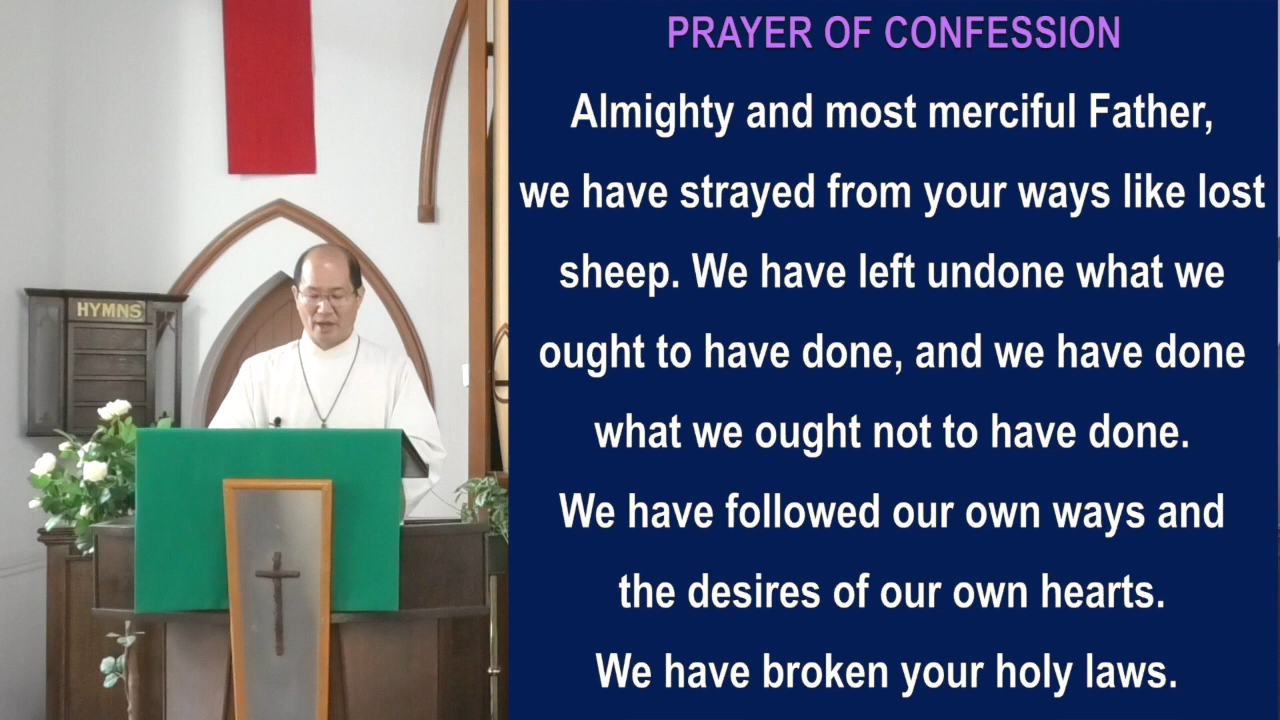 HYMNS
PRAYER OF CONFESSION
Almighty and most merciful Father,
we have strayed from your ways like lost
sheep. We have left undone what we
ought to have done, and we have done
what we ought not to have done.
We have followed our own ways and
the desires of our own hearts.
We have broken your holy laws.